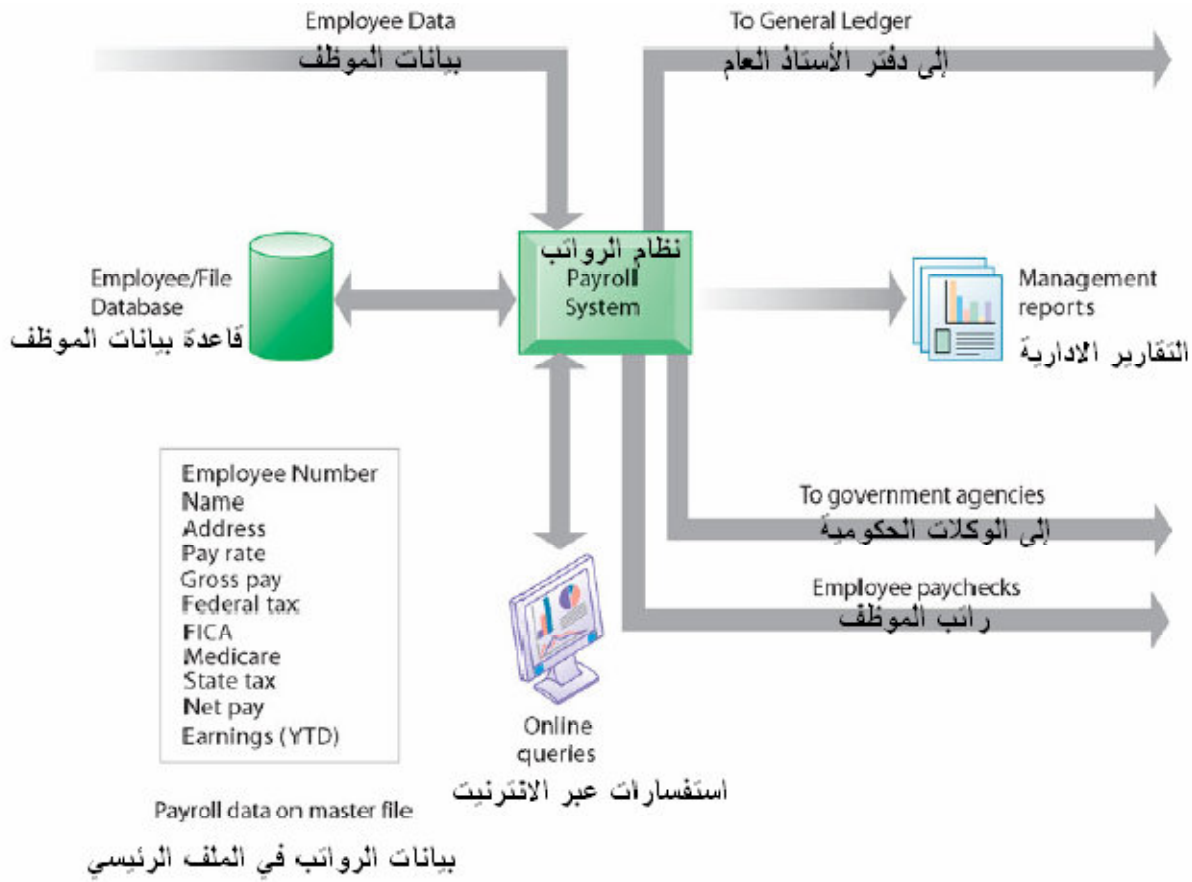 Employee Data
بيانات الموظف
To General Ledger
إلى دفتر الأستاذ العام
نظام الرواتب
Payroll
System
Employee/File
Database
قاعدة بيانات الموظف
Management
reports
التقارير الادارية
Employee Number
Name
Address
Pay rate
Gross pay
Federal tax
FICA
Medicare
State tax
Net pay
Earnings (YTD)
Payroll data on master file
بيانات الرواتب في الملف الرئيسي
Online
queries
استفسارات عبر الانترنيت
To government agencies
إلى الوكلات الحكومية
Employee paychecks
راتب الموظف